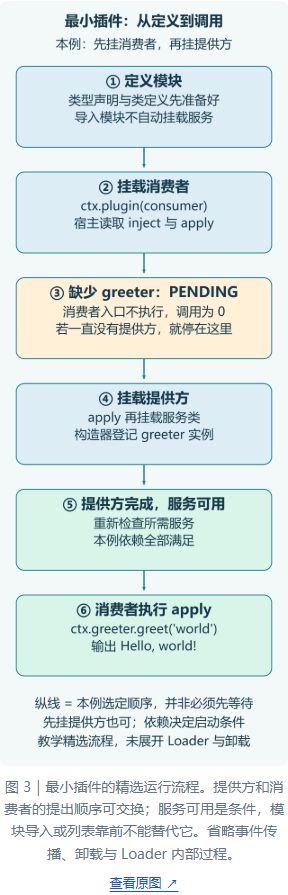 最小插件：从定义到调用
本例：先挂消费者，再挂提供方
① 定义模块
类型声明与类定义先准备好
导入模块不自动挂载服务
② 挂载消费者
ctx.plugin(consumer)
宿主读取 inject 与 apply
③ 缺少 greeter：PENDING
消费者入口不执行，调用为 0
若一直没有提供方，就停在这里
④ 挂载提供方
apply 再挂载服务类
构造器登记 greeter 实例
⑤ 提供方完成，服务可用
重新检查所需服务
本例依赖全部满足
⑥ 消费者执行 apply
ctx.greeter.greet('world')
输出 Hello, world!
纵线 = 本例选定顺序，并非必须先等待
先挂提供方也可；依赖决定启动条件
教学精选流程，未展开 Loader 与卸载
图 3｜最小插件的精选运行流程。提供方和消
费者的提出顺序可交换；服务可用是条件，模
块导入或列表靠前不能替代它。省略事件传
播、卸载与 Loader 内部过程。
查看原图 ↗